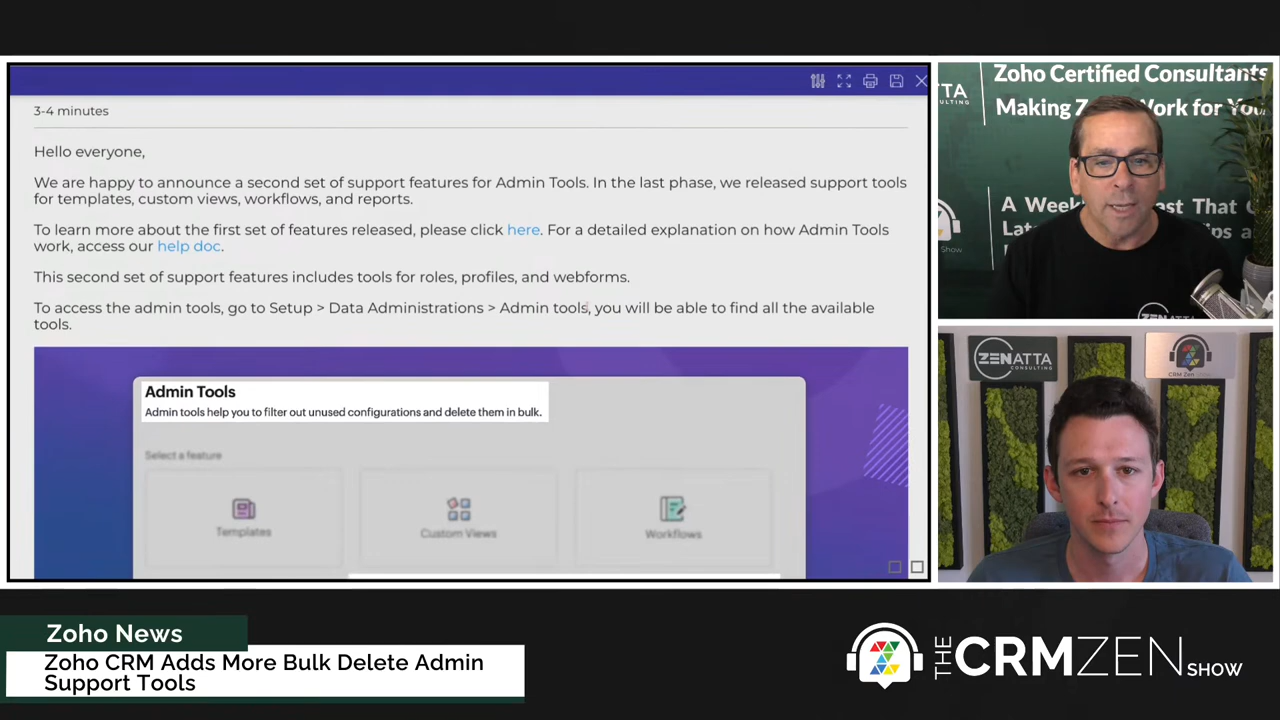 3-4 minutes
Hello everyone,
We are happy to announce a second set of support features for Admin Tools. In the last phase, we released support tools
for templates, custom views, workflows, and reports.
To learn more about the first set of features released, please click here. For a detailed explanation on how Admin Tools
work, access our help doc.
This second set of support features includes tools for roles, profiles, and webforms.
To access the admin tools, go to Setup > Data Administrations > Admin tools, you will be able to find all the available
tools.
Admin Tools
Admin tools help you to filter out unused configurations and delete them in bulk.
Select a feature
Templates
Custom Views
Workflows
Zoho Certified Consultants
Making
A
That
ZENATTA
CONSULTING
CRM Zen Show
Zoho News
Zoho CRM Adds More Bulk Delete Admin
Support Tools
THE CRMZEN SHOW